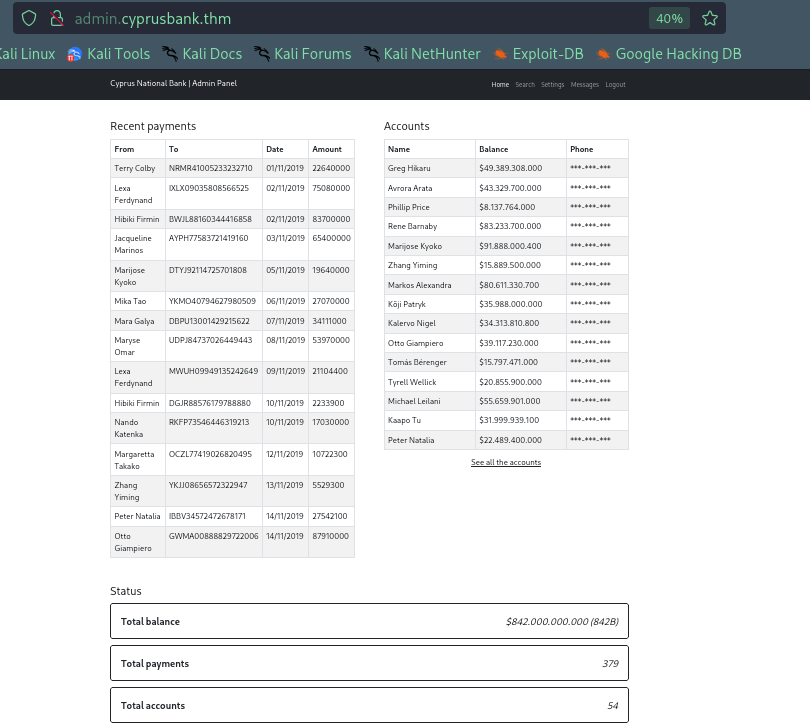 admin.cyprusbank.thm 40%
Kali Linux Kali Tools Kali Docs Kali Forums Kali NetHunter Exploit-DB Google Hacking DB
Cyprus National Bank | Admin Panel Home Search Settings Messages Logout
Recent payments
From To Date Amount
Terry Colby NRMR41005233232710 01/11/2019 22640000
Lexa Ferdynand IXLX09035808566525 02/11/2019 75080000
Hibiki Firmin BWJL88160344416858 02/11/2019 83700000
Jacqueline Marinos AYPH77583721419160 03/11/2019 65400000
Marijose Kyoko DTYJ92114725701808 05/11/2019 19640000
Mika Tao YKMO40794627980509 06/11/2019 27070000
Mara Galya DBPU13001429215622 07/11/2019 34111000
Maryse Omar UDPJ84737026449443 08/11/2019 53970000
Lexa Ferdynand MWUH09949135242649 09/11/2019 21104400
Hibiki Firmin DGJR88576179788880 10/11/2019 2233900
Nando Katenka RKFP73546446319213 10/11/2019 17030000
Margaretta Takako OCZL77419026820495 12/11/2019 10722300
Zhang Yiming YKJJ08656572322947 13/11/2019 5529300
Peter Natalia IBBV34572472678171 14/11/2019 27542100
Otto Giampiero GWMA00888829722006 14/11/2019 87910000
Accounts
Name Balance Phone
Greg Hikaru $49.389.308.000 ***-***-***
Avrora Arata $43.329.700.000 ***-***-***
Phillip Price $8.137.764.000 ***-***-***
Rene Barnaby $83.233.700.000 ***-***-***
Marijose Kyoko $91.888.000.400 ***-***-***
Zhang Yiming $15.889.500.000 ***-***-***
Markos Alexandra $80.611.330.700 ***-***-***
Kōji Patryk $35.988.000.000 ***-***-***
Kalervo Nigel $34.313.810.800 ***-***-***
Otto Giampiero $39.117.230.000 ***-***-***
Tomás Bérenger $15.797.471.000 ***-***-***
Tyrell Wellick $20.855.900.000 ***-***-***
Michael Leilani $55.659.901.000 ***-***-***
Kaapo Tu $31.999.939.100 ***-***-***
Peter Natalia $22.489.400.000 ***-***-***
See all the accounts
Status
Total balance $842.000.000.000 (842B)
Total payments 379
Total accounts 54